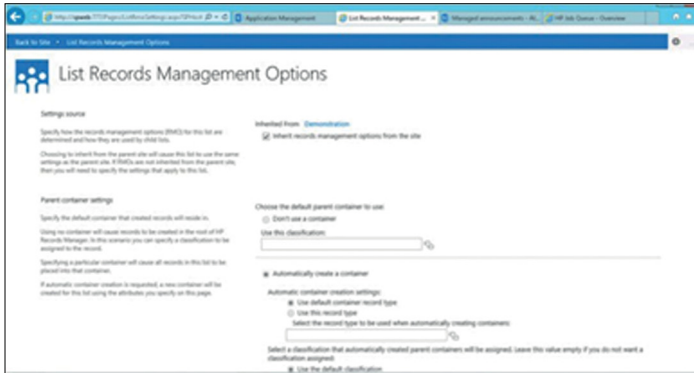 Application Management
List Records Management ...
Managed announcements - Al...
HP Job Queue - Overview
Back to Site
List Records Management Options
List Records Management Options
Settings source
Specify how the records management options (RMO) for this list are
determined and how they are used by child lists.
Choosing to inherit from the parent site will cause this list to use the same
settings as the parent site. If RMOs are not inherited from the parent site,
then you will need to specify the settings that apply to this list.
Inherited From Demonstration
Inherit records management options from the site
Parent container settings
Specify the default container that created records will reside in.
Using no container will cause records to be created in the root of HP
Records Manager. In this scenario you can specify a classification to be
assigned to the record.
Specifying a particular container will cause all records in this list to be
placed into that container.
If automatic container creation is requested, a new container will be
created for this list using the attributes you specify on this page.
Choose the default parent container to use:
Don't use a container
Use this classification:
Automatically create a container
Automatic container creation settings:
Use default container record type
Use this record type
Select the record type to be used when automatically creating containers:
Select a classification that automatically created parent containers will be assigned. Leave this value empty if you do not want a
classification assigned:
Use the default classification